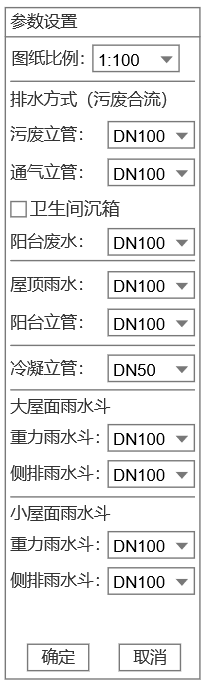 参数设置
图纸比例: 1:100
排水方式（污废合流）
污废立管: DN100
通气立管: DN100
卫生间沉箱
阳台废水: DN100
屋顶雨水: DN100
阳台立管: DN100
冷凝立管: DN50
大屋面雨水斗
重力雨水斗: DN100
侧排雨水斗: DN100
小屋面雨水斗
重力雨水斗: DN100
侧排雨水斗: DN100
确定 取消